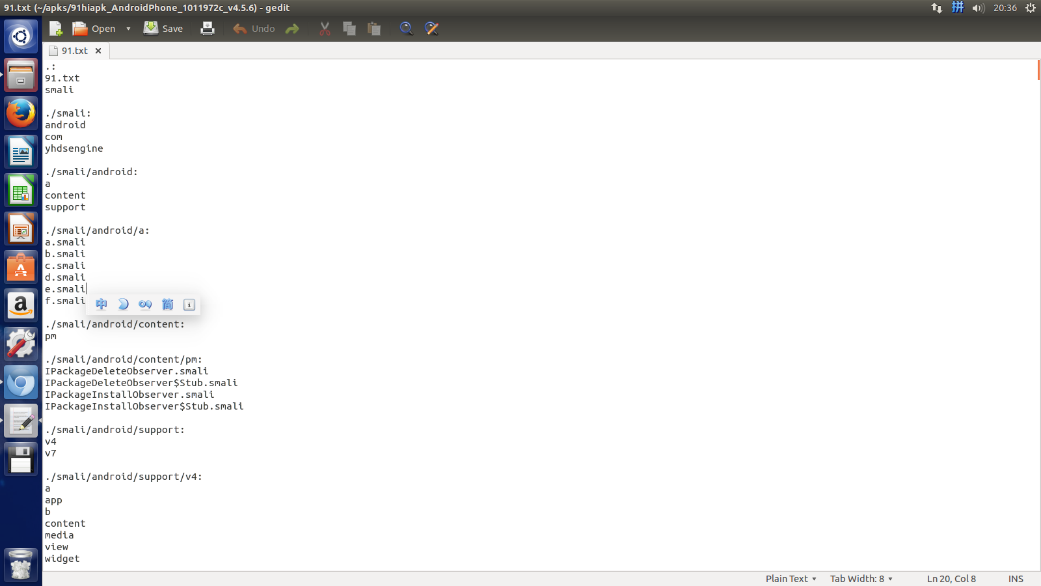 91.txt (~/apks/91hiapk_AndroidPhone_1011972c_v4.5.6) - gedit
20:36
Open
Save
Undo
91.txt
.:
91.txt
smali
./smali:
android
com
yhdsengine
./smali/android:
a
content
support
./smali/android/a:
a.smali
b.smali
c.smali
d.smali
e.smali
f.smali
中
简
./smali/android/content:
pm
./smali/android/content/pm:
IPackageDeleteObserver.smali
IPackageDeleteObserver$Stub.smali
IPackageInstallObserver.smali
IPackageInstallObserver$Stub.smali
./smali/android/support:
v4
v7
./smali/android/support/v4:
a
app
b
content
media
view
widget
Plain Text
Tab Width: 8
Ln 20, Col 8
INS